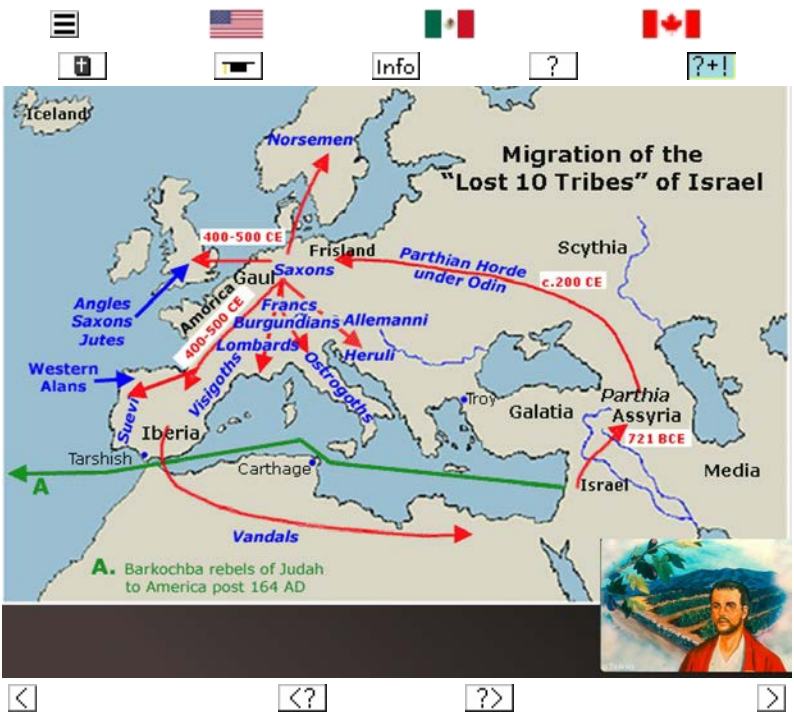 Info
?
?+!
Iceland
Norsemen
Migration of the
"Lost 10 Tribes" of Israel
400-500 CE
Frisland
Scythia
Parthian Horde
under Odin
c.200 CE
Gaul
Saxons
Amorica
400-500 CE
Angles
Saxons
Jutes
Francs
Burgundians
Allemanni
Lombards
Heruli
Western
Alans
Visigoths
Ostrogoths
Suevi
Troy
Galatia
Parthia
Assyria
721 BCE
Iberia
Tarshish
Carthage
Israel
Media
A
Vandals
A. Barkochba rebels of Judah
to America post 164 AD
<
<?
?>
>